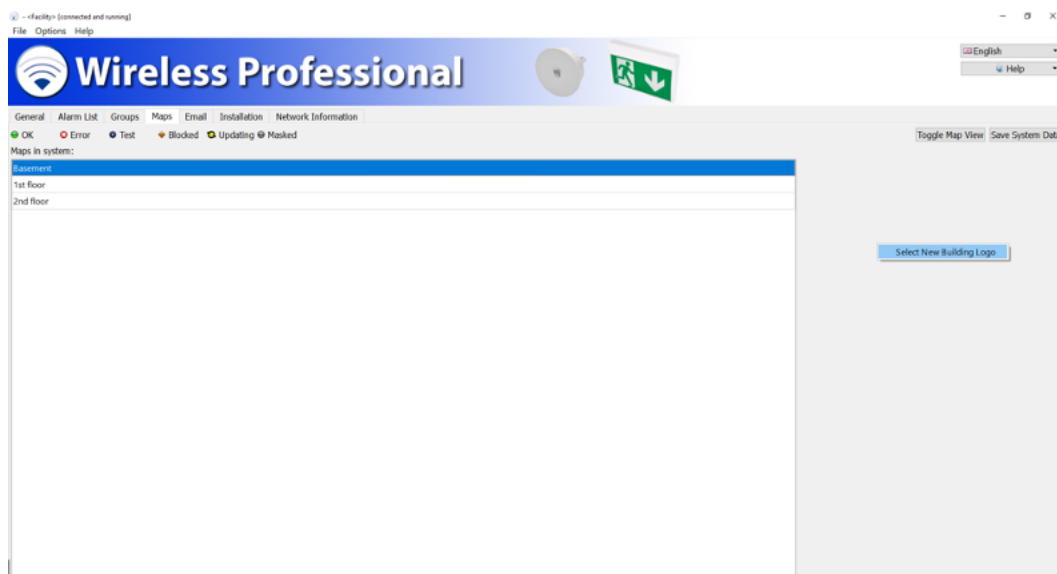 - <Facility> [connected and running]
File Options Help
Wireless Professional
English
Help
General Alarm List Groups Maps Email Installation Network Information
OK Error Test Blocked Updating Masked
Toggle Map View Save System Dat
Maps in system:
Basement
1st floor
2nd floor
Select New Building Logo